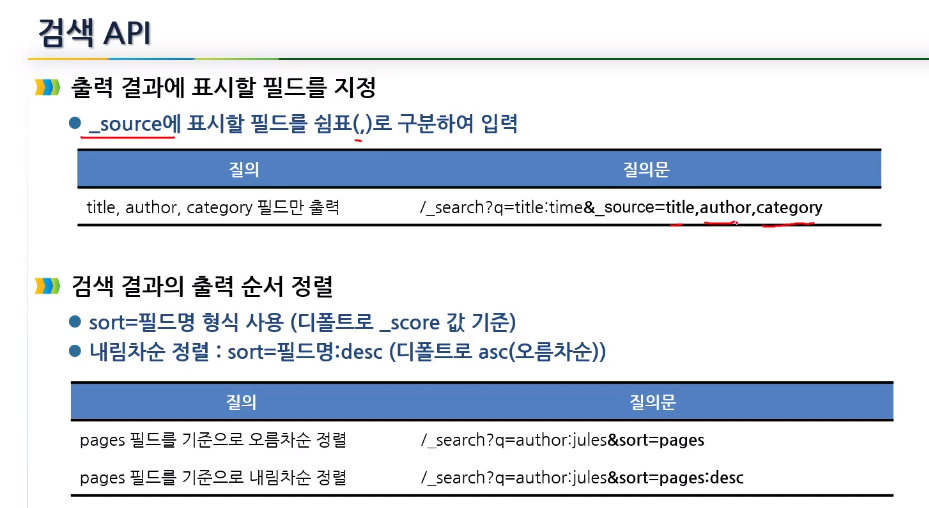 검색 API
출력 결과에 표시할 필드를 지정
_source에 표시할 필드를 쉼표(,)로 구분하여 입력
질의 질의문
title, author, category 필드만 출력 /_search?q=title:time&_source=title,author,category
검색 결과의 출력 순서 정렬
sort=필드명 형식 사용 (디폴트로 _score 값 기준)
내림차순 정렬 : sort=필드명:desc (디폴트로 asc(오름차순))
질의 질의문
pages 필드를 기준으로 오름차순 정렬 /_search?q=author:jules&sort=pages
pages 필드를 기준으로 내림차순 정렬 /_search?q=author:jules&sort=pages:desc